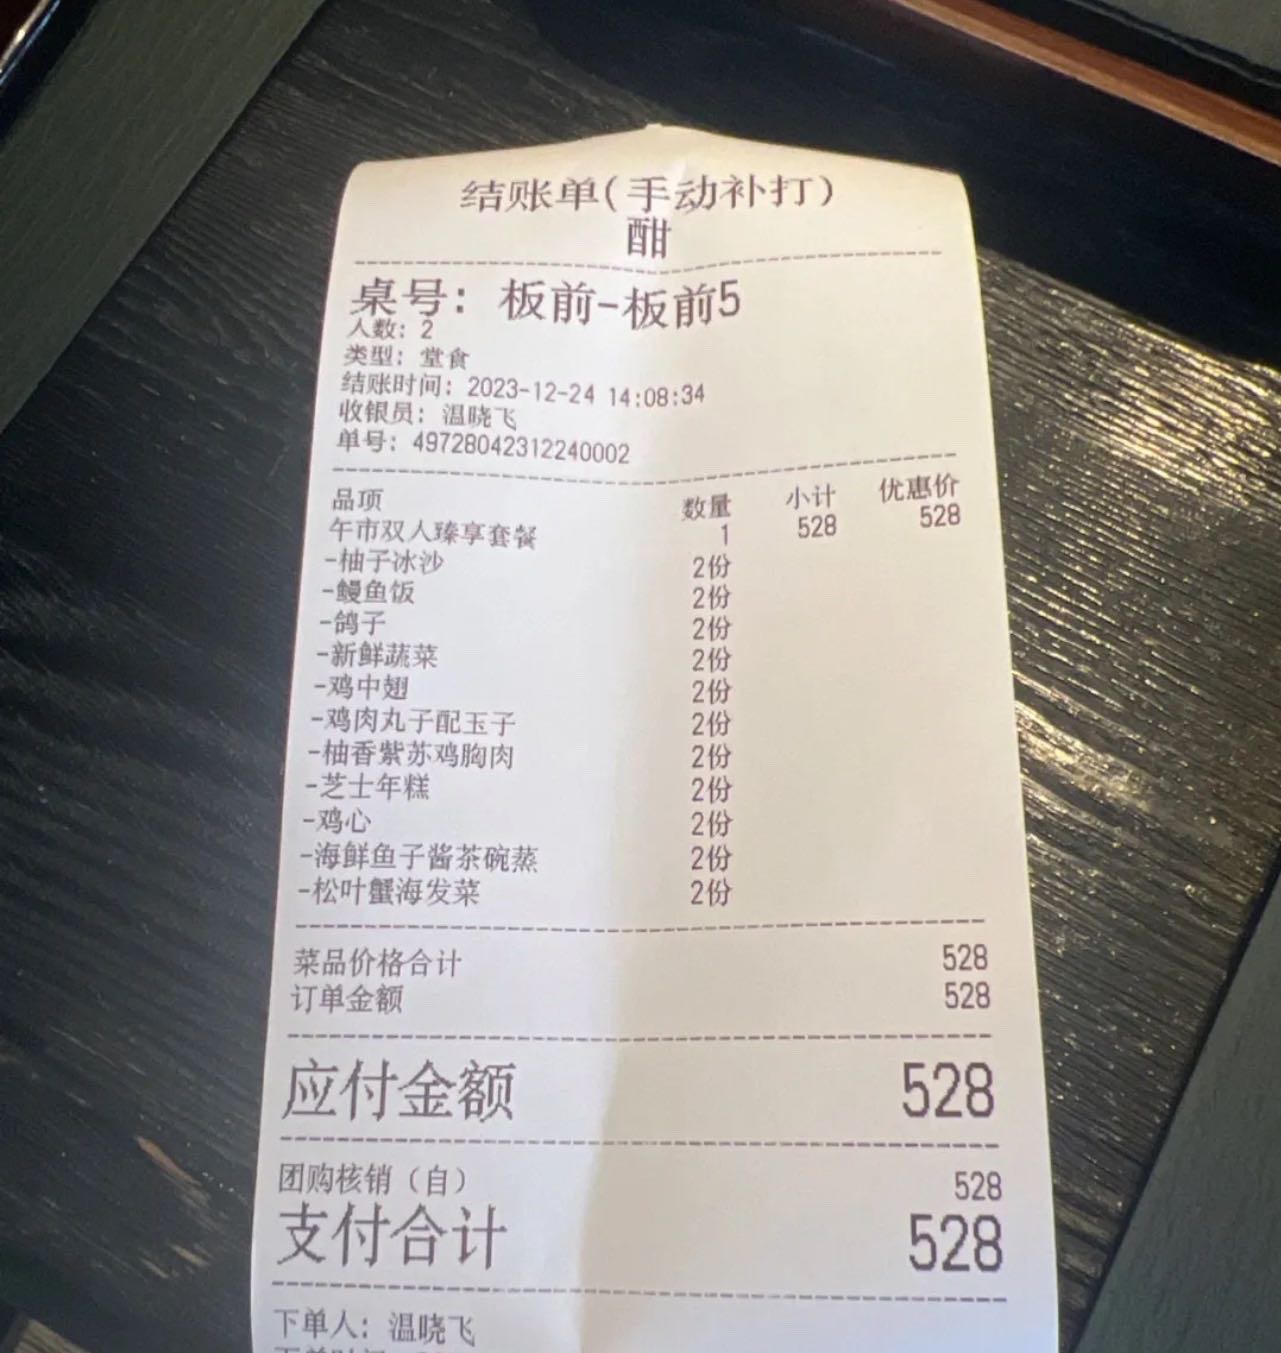 结账单(手动补打)
酣
桌号: 板前-板前5
人数: 2
类型: 堂食
结账时间: 2023-12-24 14:08:34
收银员: 温晓飞
单号: 49728042312240002
品项 数量 小计 优惠价
午市双人臻享套餐 1 528 528
-柚子冰沙 2份
-鳗鱼饭 2份
-鸽子 2份
-新鲜蔬菜 2份
-鸡中翅 2份
-鸡肉丸子配玉子 2份
-柚香紫苏鸡胸肉 2份
-芝士年糕 2份
-鸡心 2份
-海鲜鱼子酱茶碗蒸 2份
-松叶蟹海发菜 2份
菜品价格合计 528
订单金额 528
应付金额 528
团购核销（自） 528
支付合计 528
下单人: 温晓飞